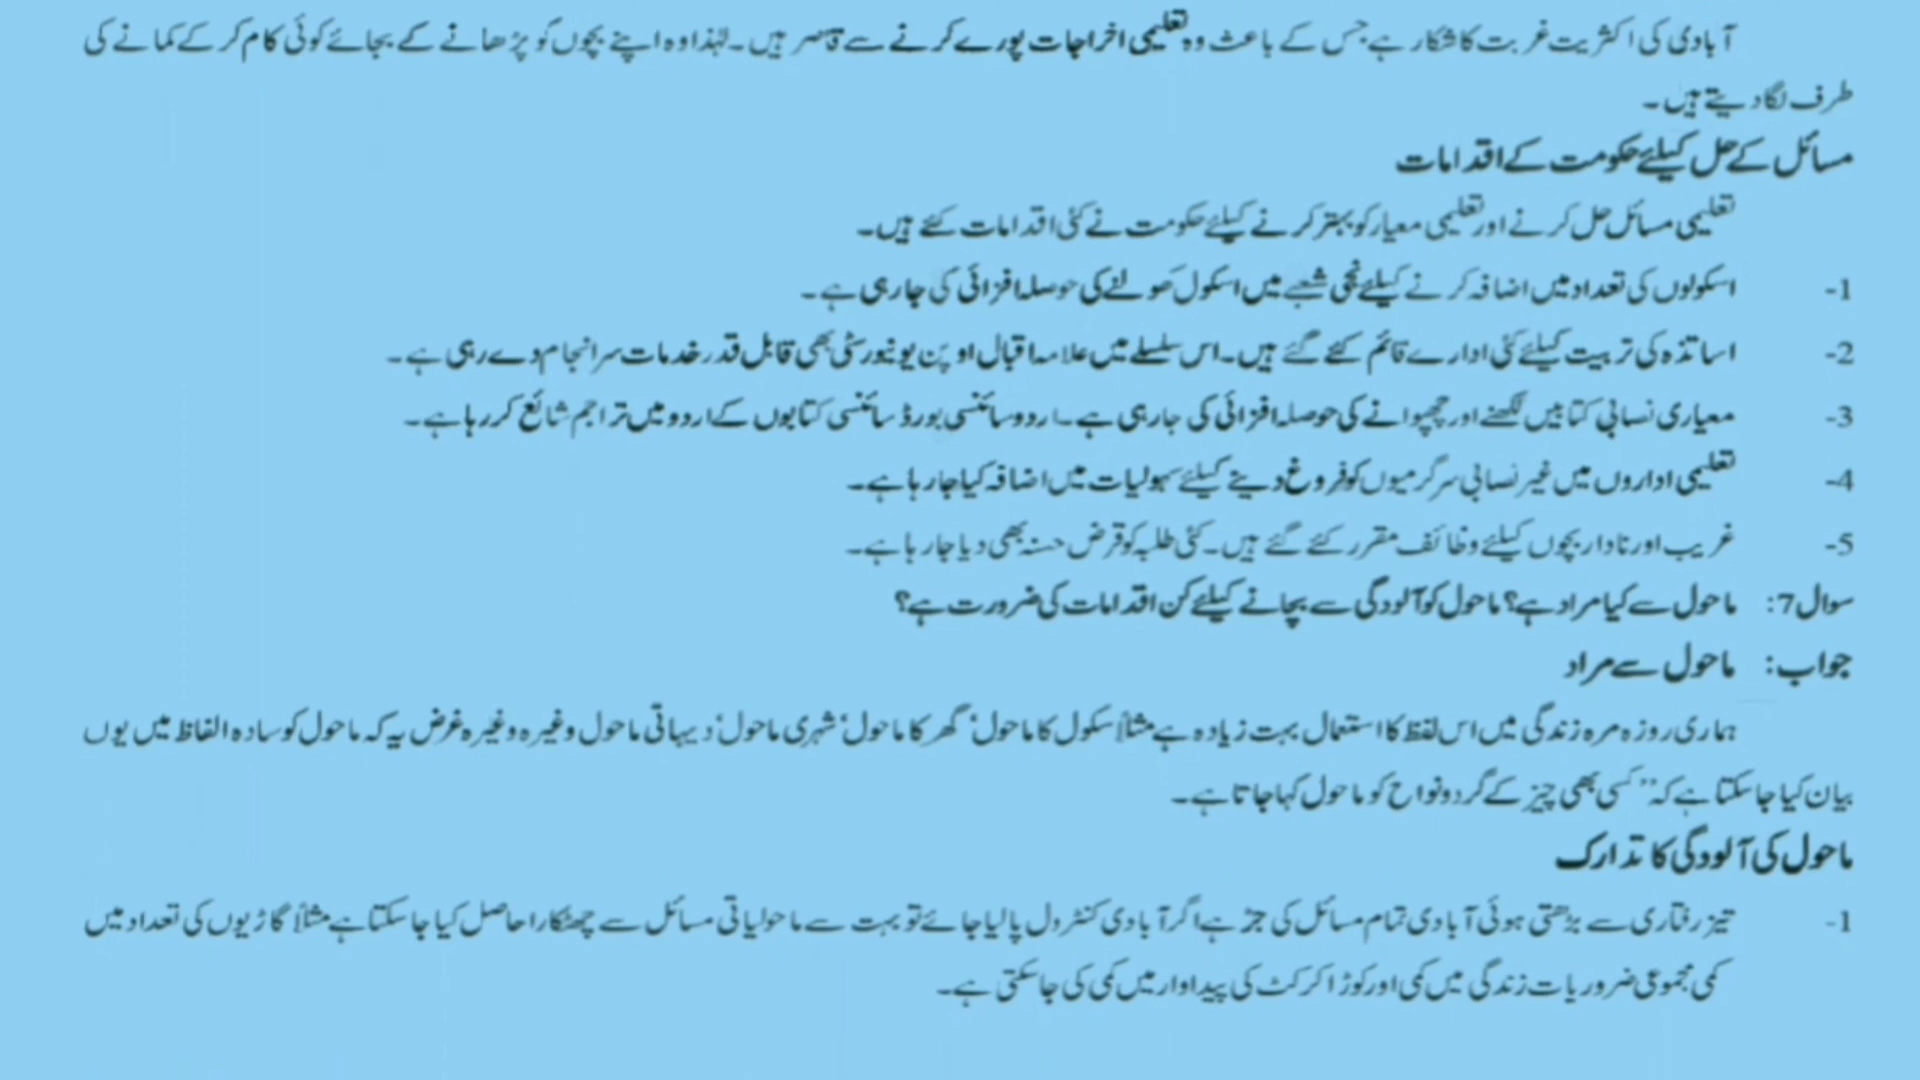 آبادی کی اکثریت غربت کا شکار ہے جس کے باعث وہ تعلیمی اخراجات پورے کرنے سے قاصر ہیں۔ لہٰذا وہ اپنے بچوں کو پڑھانے کے بجائے کوئی کام کر کے کمانے کی
طرف لگا دیتے ہیں۔
مسائل کے حل کیلئے حکومت کے اقدامات
تعلیمی مسائل حل کرنے اور تعلیمی معیار کو بہتر کرنے کیلئے حکومت نے کئی اقدامات کئے ہیں۔
1- اسکولوں کی تعداد میں اضافہ کرنے کیلئے نجی شعبے میں اسکول کھولنے کی حوصلہ افزائی کی جا رہی ہے۔
2- اساتذہ کی تربیت کیلئے کئی ادارے قائم کئے گئے ہیں۔ اس سلسلے میں علامہ اقبال اوپن یونیورسٹی بھی قابل قدر خدمات سرانجام دے رہی ہے۔
3- معیاری نصابی کتابیں لکھنے اور چھپوانے کی حوصلہ افزائی کی جا رہی ہے۔ اردو سائنسی بورڈ سائنسی کتابوں کے اردو میں تراجم شائع کر رہا ہے۔
4- تعلیمی اداروں میں غیر نصابی سرگرمیوں کو فروغ دینے کیلئے سہولیات میں اضافہ کیا جا رہا ہے۔
5- غریب اور نادار بچوں کیلئے وظائف مقرر کئے گئے ہیں۔ کئی طلبہ کو قرض حسنہ بھی دیا جا رہا ہے۔
سوال 7: ماحول سے کیا مراد ہے؟ ماحول کو آلودگی سے بچانے کیلئے کن اقدامات کی ضرورت ہے؟
جواب: ماحول سے مراد
ہماری روزہ مرہ زندگی میں اس لفظ کا استعمال بہت زیادہ ہے مثلاً سکول کا ماحول‘ گھر کا ماحول‘ شہری ماحول‘ دیہاتی ماحول وغیرہ وغیرہ غرض یہ کہ ماحول کو سادہ الفاظ میں یوں
بیان کیا جا سکتا ہے کہ ’’کسی بھی چیز کے گرد و نواح کو ماحول کہا جاتا ہے۔
ماحول کی آلودگی کا تدارک
1- تیز رفتاری سے بڑھتی ہوئی آبادی تمام مسائل کی جڑ ہے اگر آبادی کنٹرول پا لیا جائے تو بہت سے ماحولیاتی مسائل سے چھٹکارا حاصل کیا جا سکتا ہے مثلاً گاڑیوں کی تعداد میں
کمی مجموعی ضروریات زندگی میں کمی اور کوڑا کرکٹ کی پیداوار میں کمی کی جا سکتی ہے۔